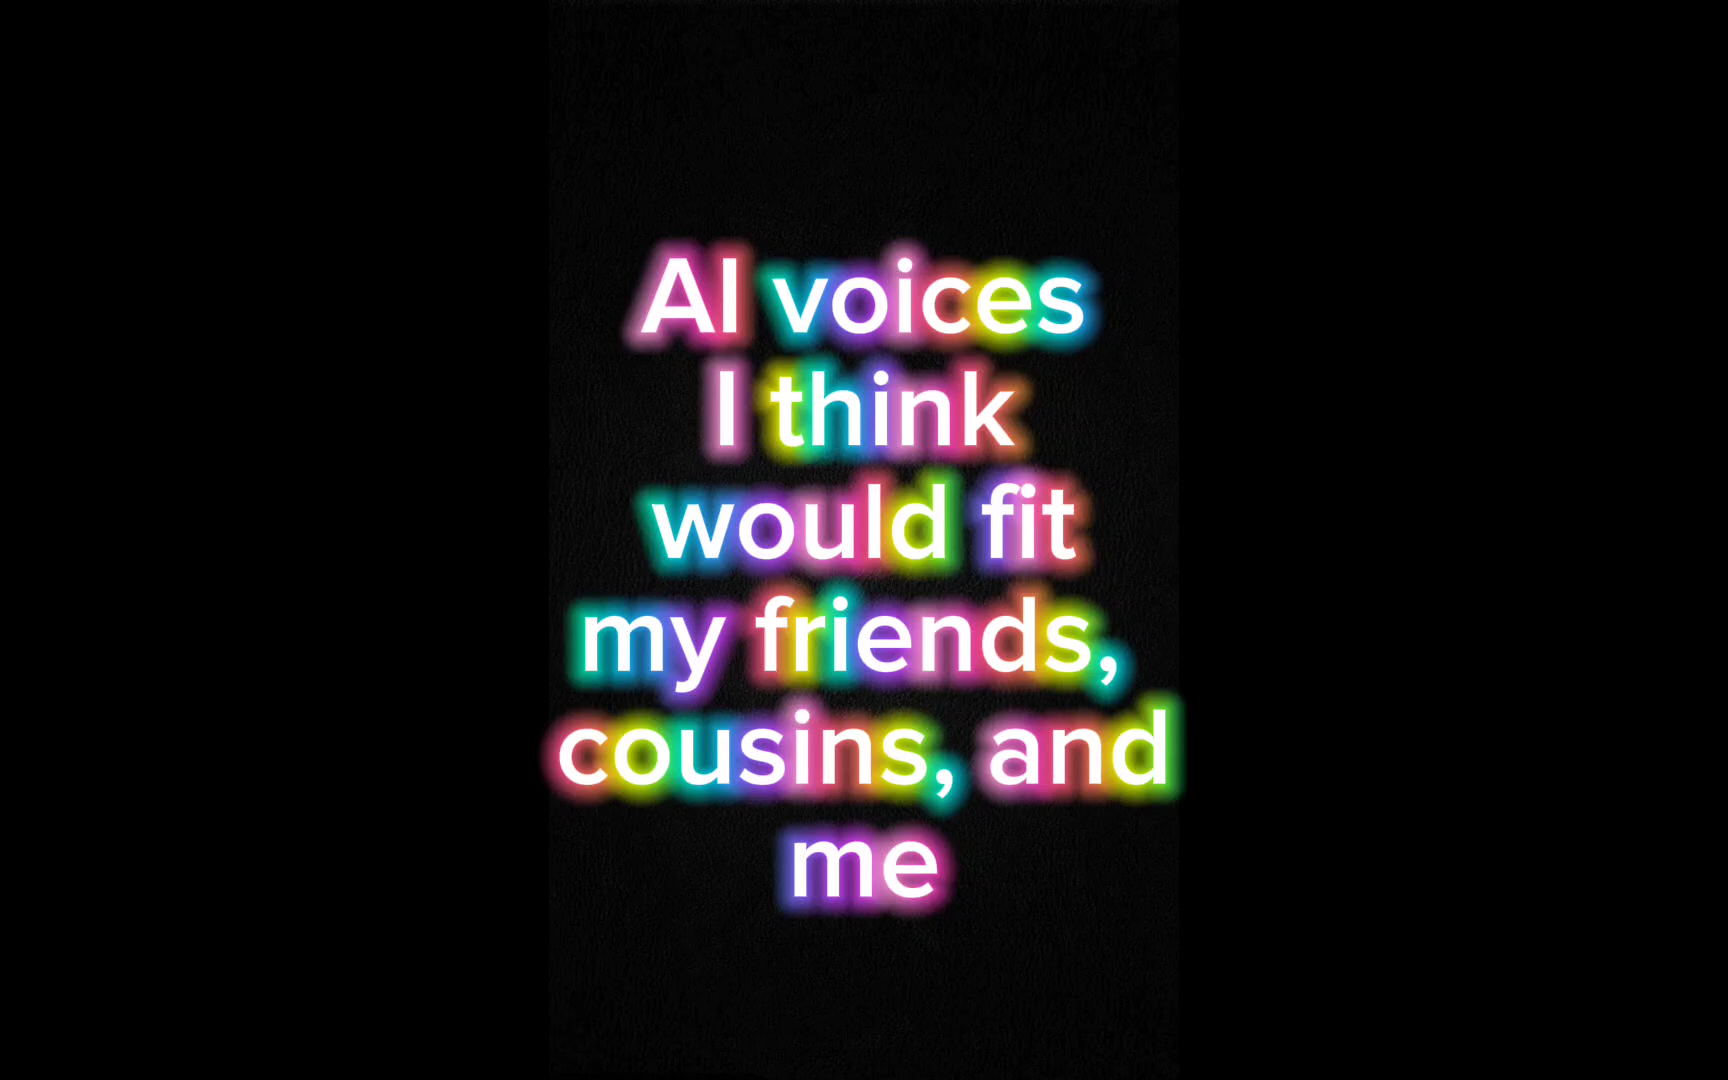 AI voices
I think
would fit
my friends,
cousins, and
me